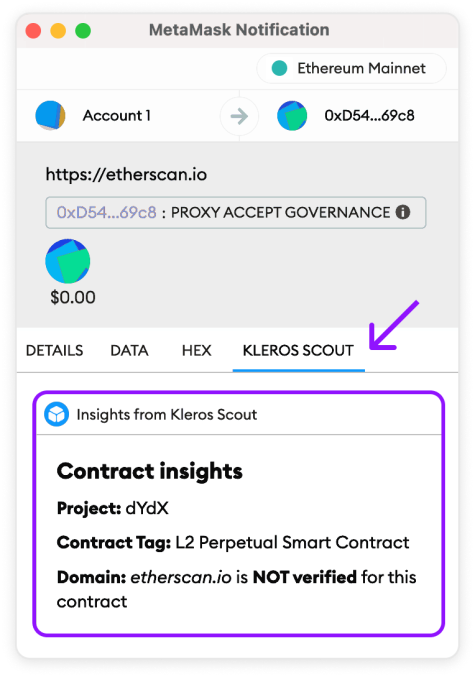 MetaMask Notification
Ethereum Mainnet
Account 1
0xD54...69c8
https://etherscan.io
0xD54...69c8 : PROXY ACCEPT GOVERNANCE
$0.00
DETAILS DATA HEX KLEROS SCOUT
Insights from Kleros Scout
Contract insights
Project: dYdX
Contract Tag: L2 Perpetual Smart Contract
Domain: etherscan.io is NOT verified for this
contract